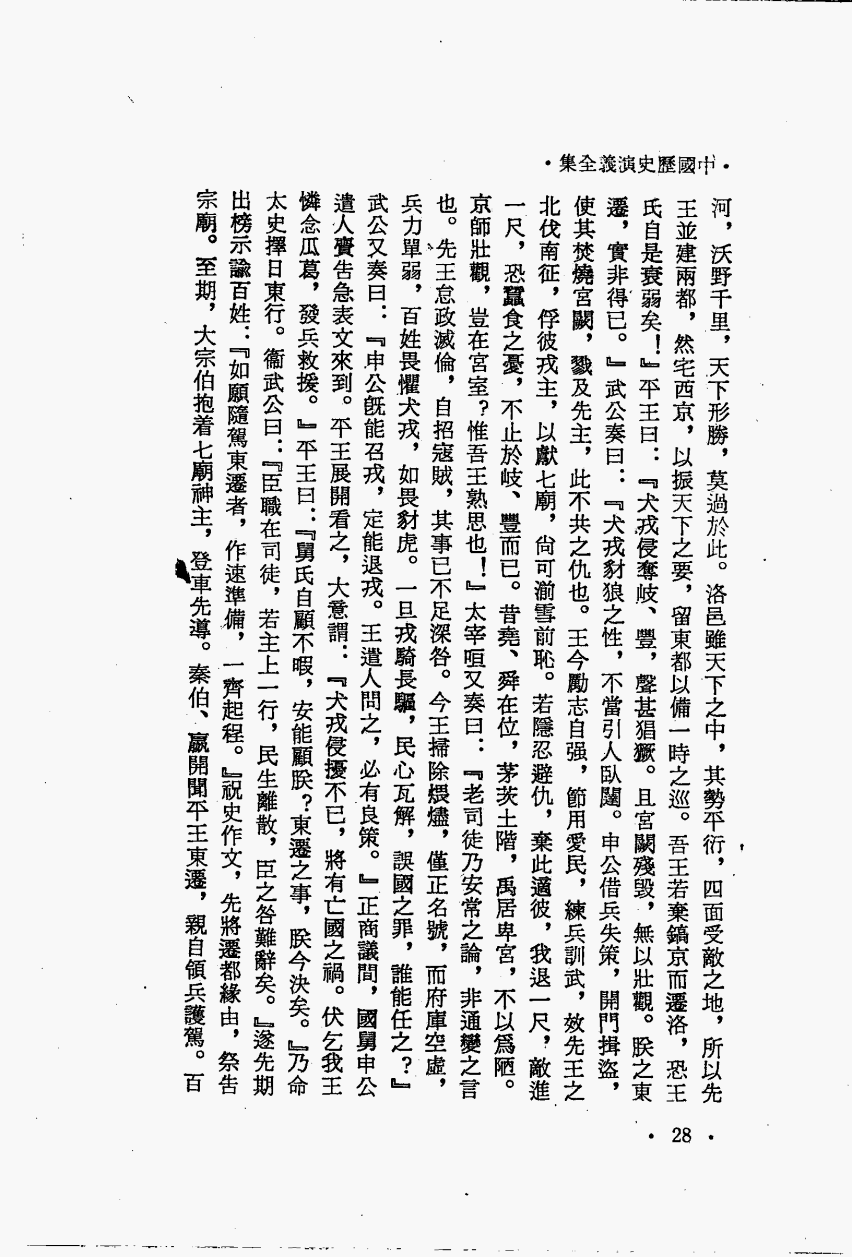 ·中國歷史演義全集·
河，沃野千里，天下形勝，莫過於此。洛邑雖天下之中，其勢平衍，四面受敵之地，所以先
王並建兩都，然宅西京，以振天下之要，留東都以備一時之巡。吾王若棄鎬京而遷洛，恐王
氏自是衰弱矣！』平王曰：『犬戎侵奪岐、豐，聲甚猖獗。且宮闕殘毀，無以壯觀。朕之東
遷，實非得已。』武公奏曰：『犬戎豺狼之性，不當引人臥闥。申公借兵失策，開門揖盜，
使其焚燒宮闕，戮及先主，此不共之仇也。王今勵志自强，節用愛民，練兵訓武，效先王之
北伐南征，俘彼戎主，以獻七廟，尙可湔雪前恥。若隱忍避仇，棄此適彼，我退一尺，敵進
一尺，恐蠶食之憂，不止於岐、豐而已。昔堯、舜在位，茅茨土階，禹居卑宮，不以爲陋。
京師壯觀，豈在宮室？惟吾王熟思也！』太宰咺又奏曰：『老司徒乃安常之論，非通變之言
也。先王怠政滅倫，自招寇賊，其事已不足深咎。今王掃除煨燼，僅正名號，而府庫空虛，
兵力單弱，百姓畏懼犬戎，如畏豺虎。一旦戎騎長驅，民心瓦解，誤國之罪，誰能任之？』
武公又奏曰：『申公旣能召戎，定能退戎。王遣人問之，必有良策。』正商議間，國舅申公
遣人賫告急表文來到。平王展開看之，大意謂：『犬戎侵擾不已，將有亡國之禍。伏乞我王
憐念瓜葛，發兵救援。』平王曰：『舅氏自顧不暇，安能顧朕？東遷之事，朕今決矣。』乃命
太史擇日東行。衞武公曰：『臣職在司徒，若主上一行，民生離散，臣之咎難辭矣。』遂先期
出榜示諭百姓：『如願隨駕東遷者，作速準備，一齊起程。』祝史作文，先將遷都緣由，祭告
宗廟。至期，大宗伯抱着七廟神主，登車先導。秦伯、嬴開聞平王東遷，親自領兵護駕。百
·28·